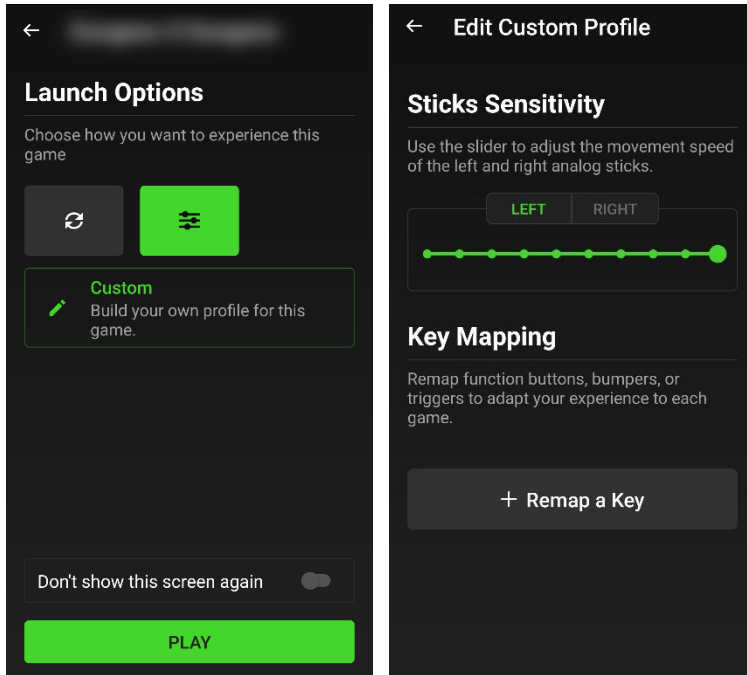 Launch Options
Choose how you want to experience this
game
Custom
Build your own profile for this
game.
Don't show this screen again
PLAY
Edit Custom Profile
Sticks Sensitivity
Use the slider to adjust the movement speed
of the left and right analog sticks.
LEFT RIGHT
Key Mapping
Remap function buttons, bumpers, or
triggers to adapt your experience to each
game.
+ Remap a Key